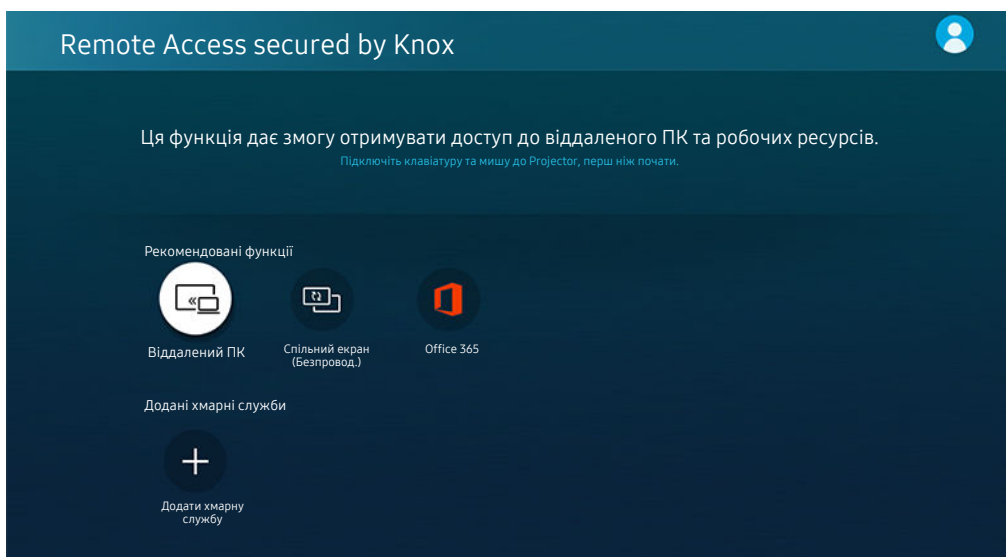 Remote Access secured by Knox
Ця функція дає змогу отримувати доступ до віддаленого ПК та робочих ресурсів.
Підключіть клавіатуру та мишу до Projector, перш ніж почати.
Рекомендовані функції
Віддалений ПК
Спільний екран
(Безпровод.)
Office 365
Додані хмарні служби
Додати хмарну
службу